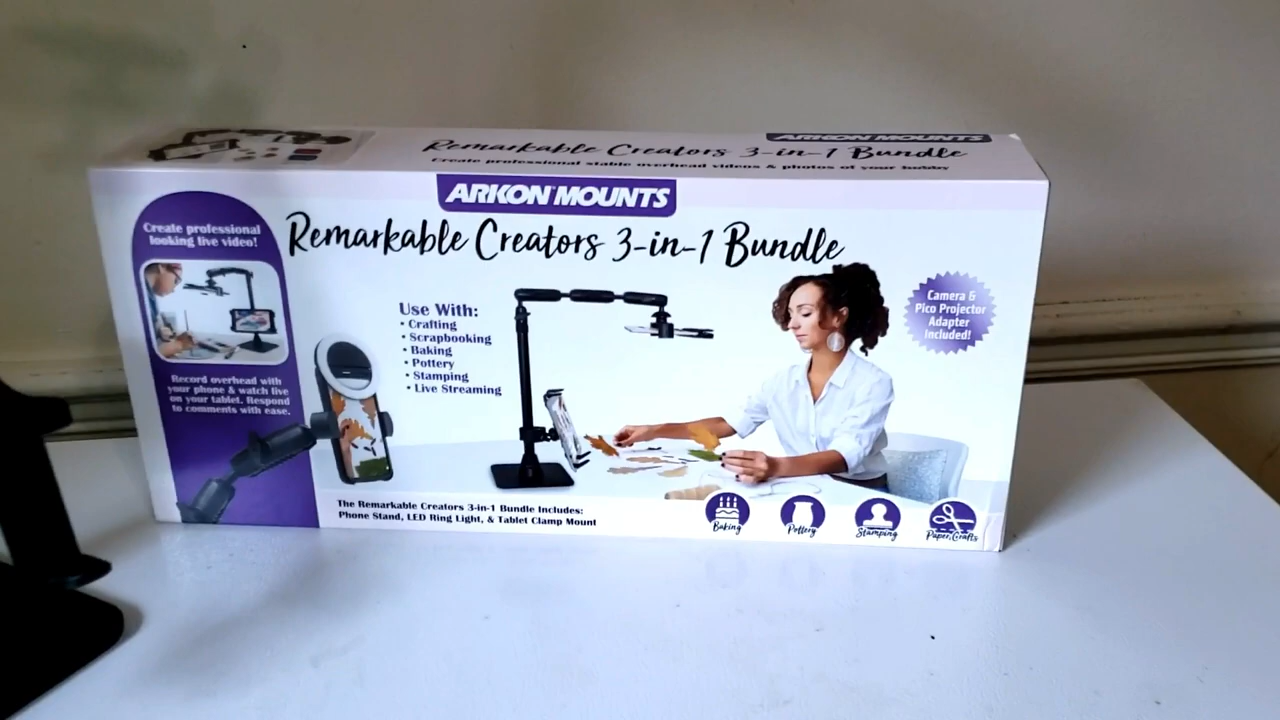 ARKON MOUNTS
Remarkable Creators 3-in-1 Bundle
Create professional stable overhead videos & photos of your hobby
ARKON MOUNTS
Remarkable Creators 3-in-1 Bundle
Create professional
looking live video!
Record overhead with
your phone & watch live
on your tablet. Respond
to comments with ease.
Use With:
• Crafting
• Scrapbooking
• Baking
• Pottery
• Stamping
• Live Streaming
Camera &
Pico Projector
Adapter
Included!
The Remarkable Creators 3-in-1 Bundle Includes:
Phone Stand, LED Ring Light, & Tablet Clamp Mount
Baking
Pottery
Stamping
Paper Crafts